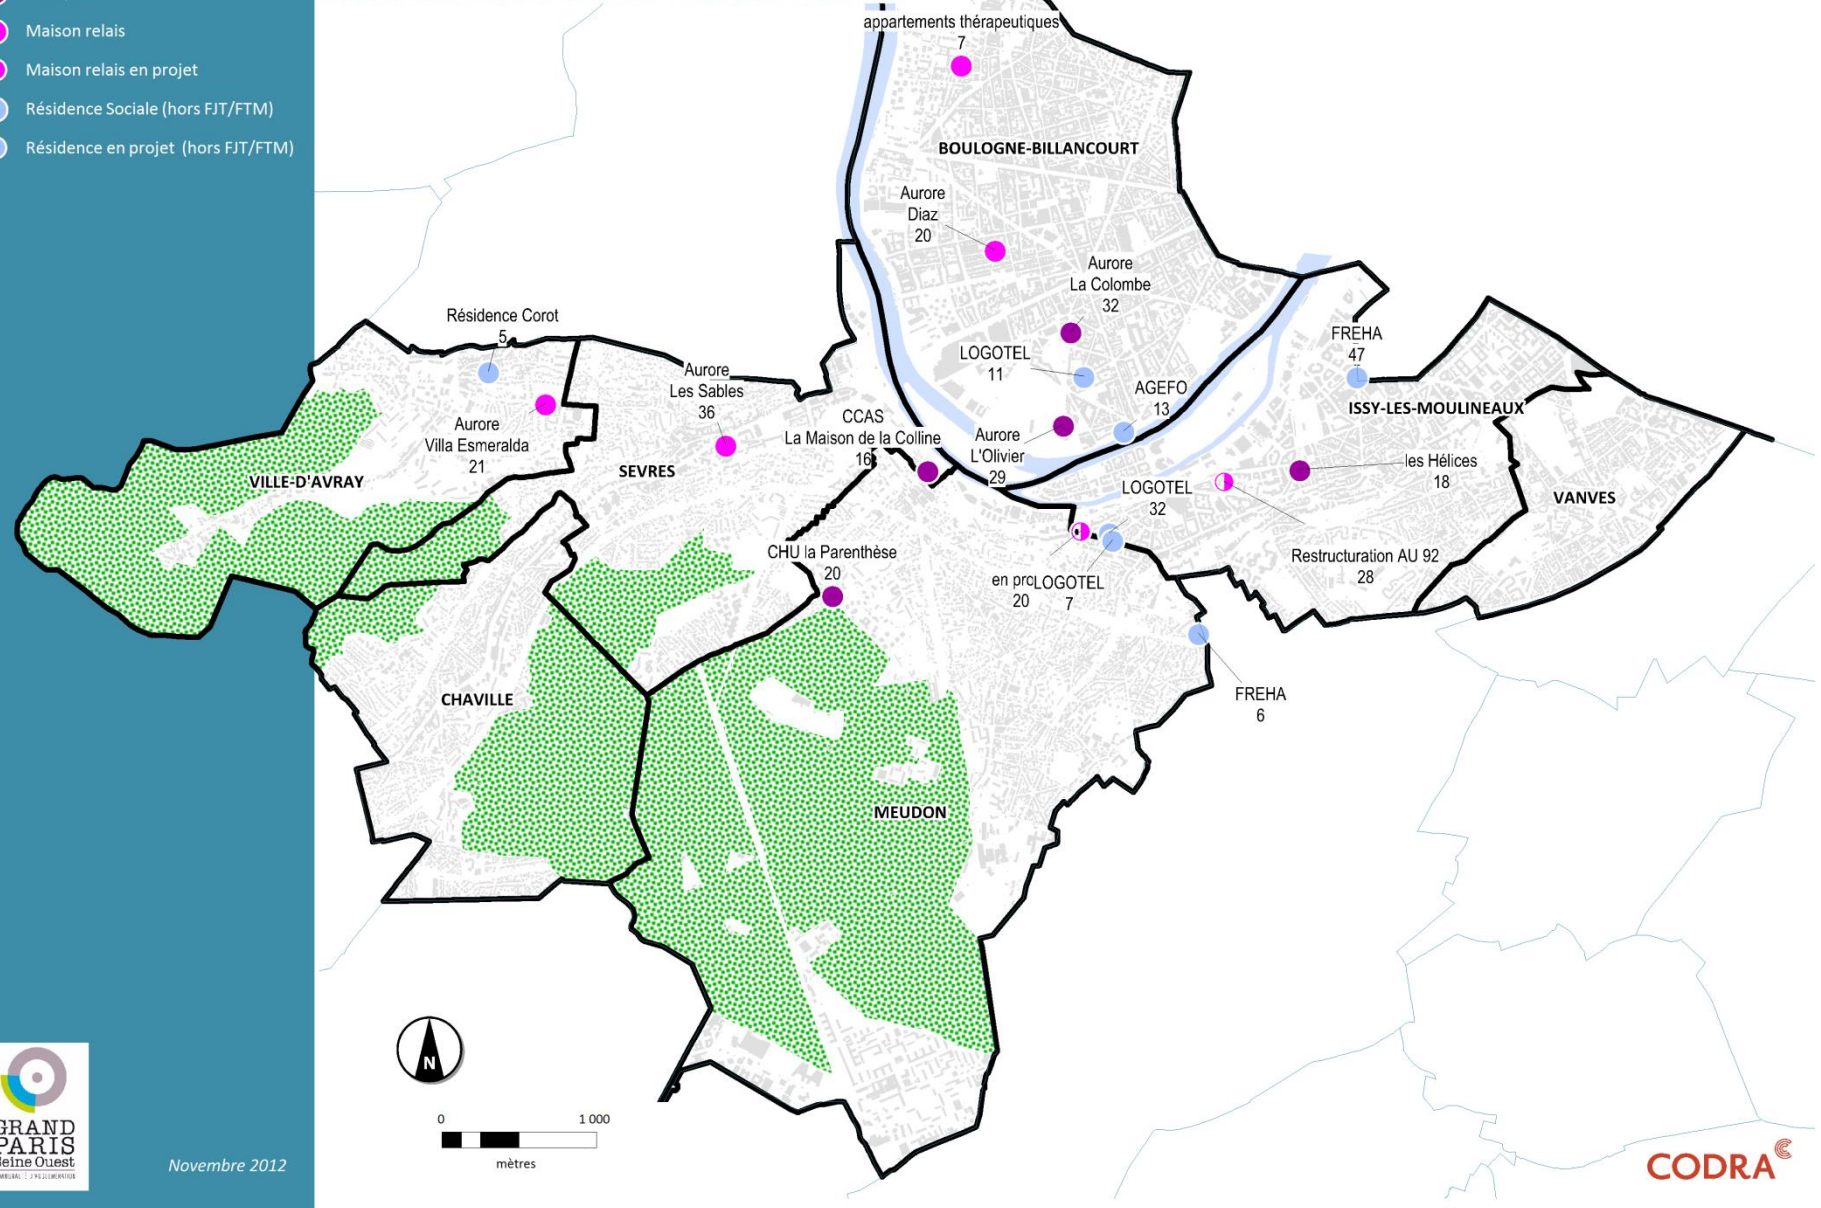 Maison relais
Maison relais en projet
Résidence Sociale (hors FJT/FTM)
Résidence en projet (hors FJT/FTM)
appartements thérapeutiques
7
BOULOGNE-BILLANCOURT
Aurore
Diaz
20
Aurore
La Colombe
32
Résidence Corot
5
LOGOTEL
11
FREHA
47
Aurore
Les Sables
36
AGEFO
13
ISSY-LES-MOULINEAUX
Aurore
Villa Esmeralda
21
CCAS
La Maison de la Colline
16
Aurore
L'Olivier
29
SEVRES
les Hélices
18
VILLE-D'AVRAY
LOGOTEL
32
VANVES
CHU la Parenthèse
20
Restructuration AU 92
28
LOGOTEL
7
20
FREHA
6
CHAVILLE
MEUDON
N
0
1 000
mètres
GRAND
PARIS
Seine Ouest
Novembre 2012
CODRA